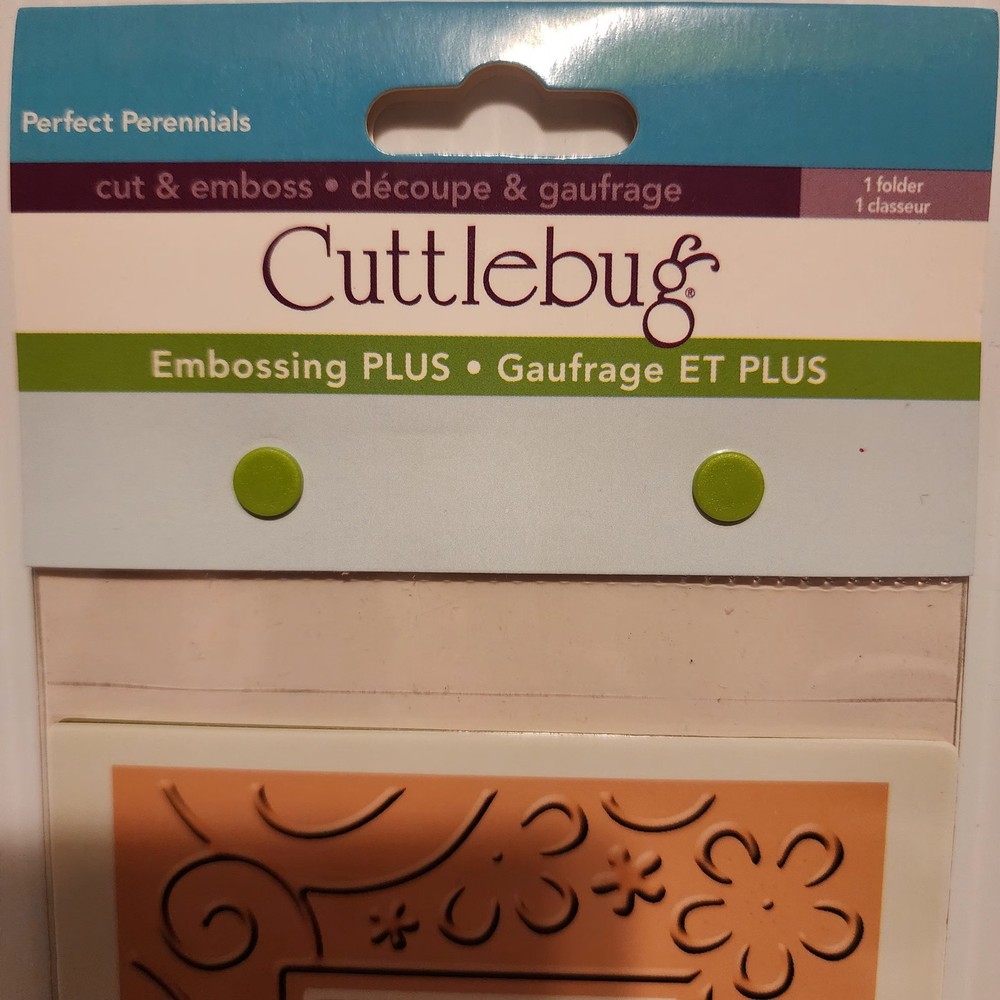 Perfect Perennials
cut & emboss • découpe & gaufrage
1 folder
1 classeur
Cuttlebug®
Embossing PLUS • Gaufrage ET PLUS